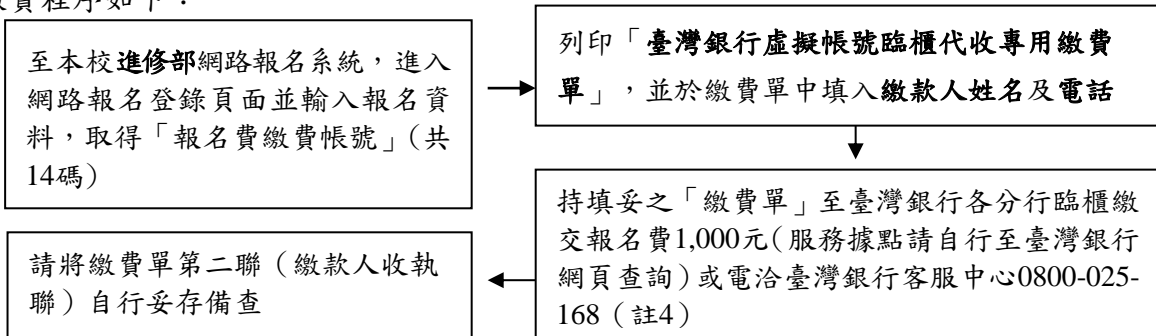 費程序如下：
至本校進修部網路報名系統，進入
網路報名登錄頁面並輸入報名資
料，取得「報名費繳費帳號」（共
14碼）
列印「臺灣銀行虛擬帳號臨櫃代收專用繳費
單」，並於繳費單中填入繳款人姓名及電話
持填妥之「繳費單」至臺灣銀行各分行臨櫃繳
交報名費1,000元（服務據點請自行至臺灣銀行
網頁查詢）或電洽臺灣銀行客服中心0800-025-
168（註4）
請將繳費單第二聯（繳款人收執
聯）自行妥存備查